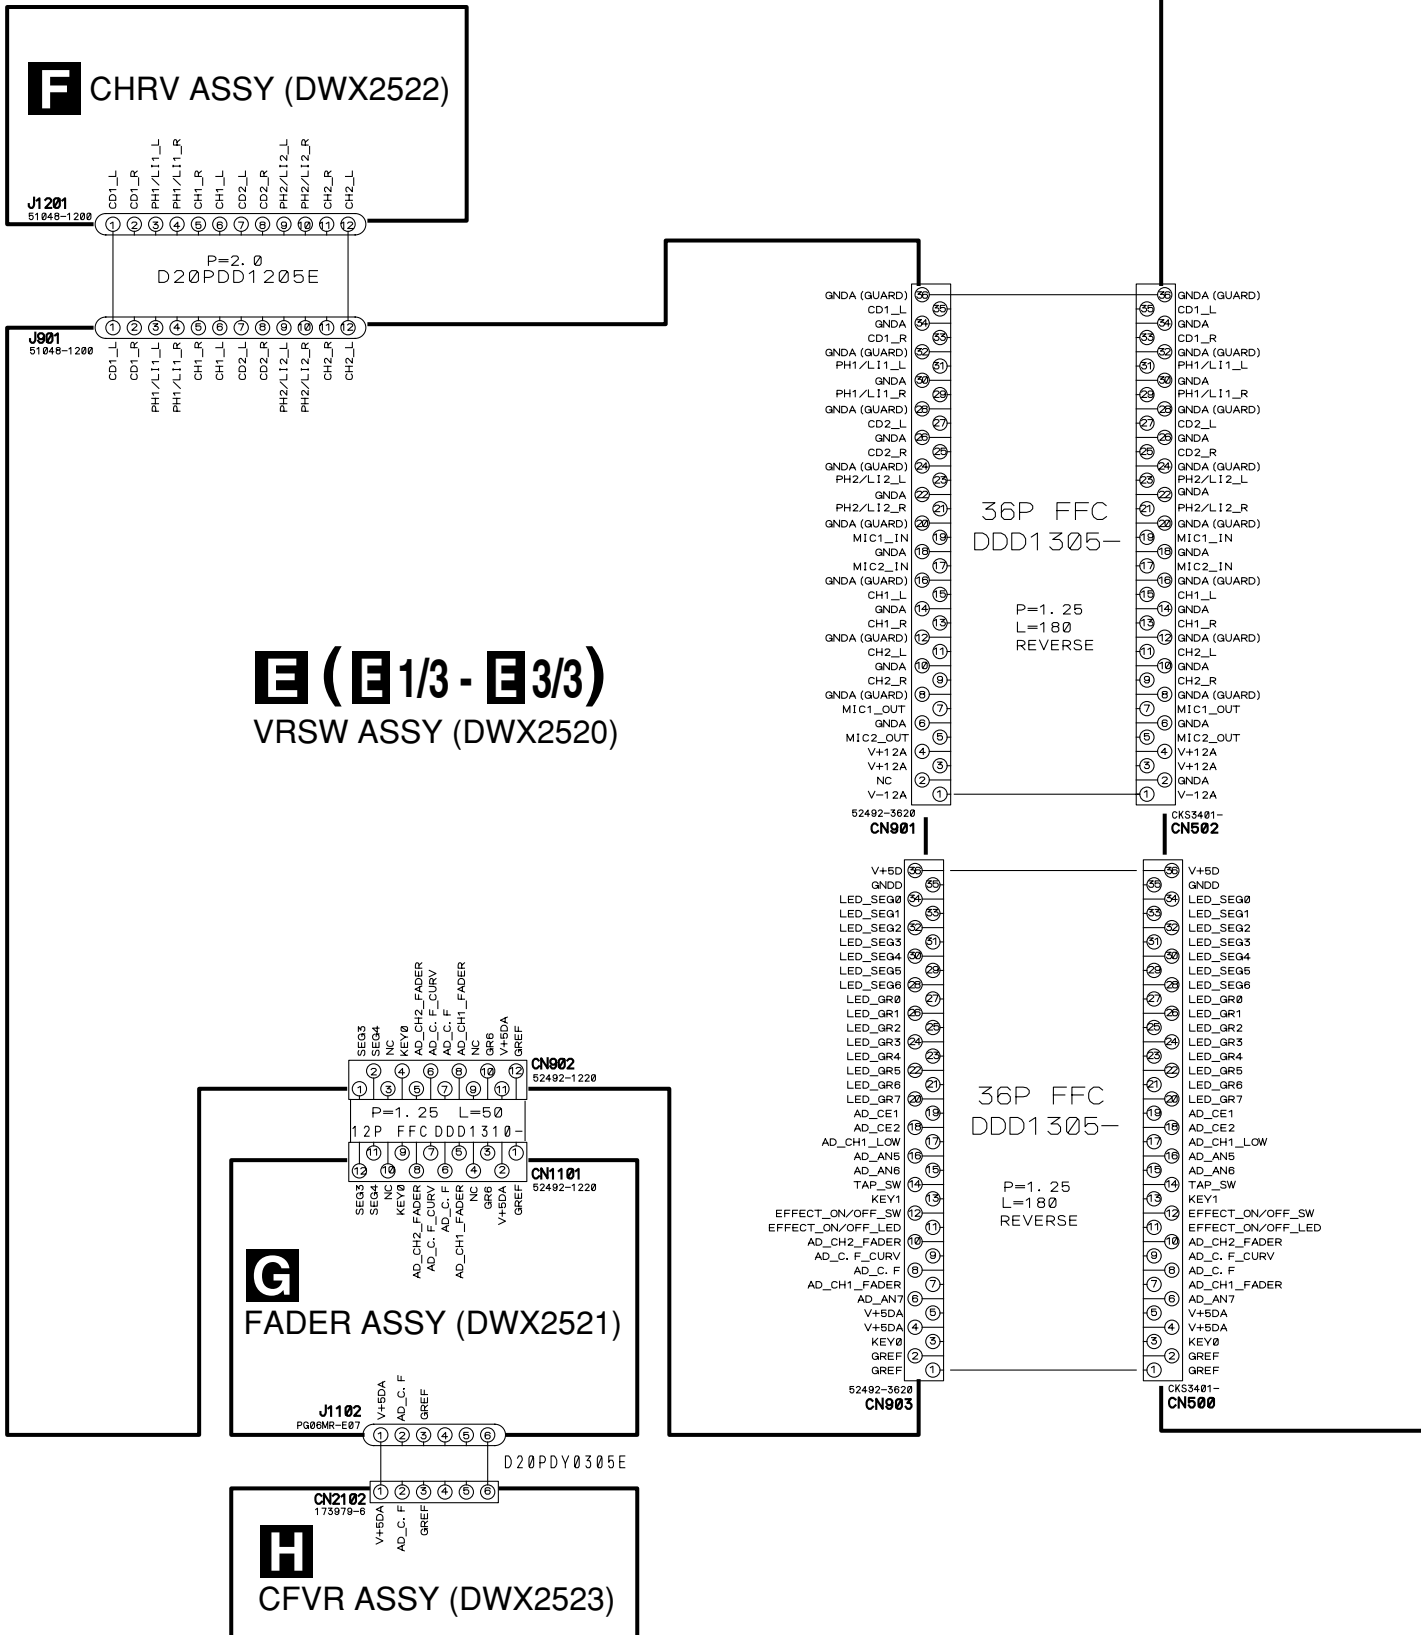 F CHRV ASSY (DWX2522)
CD1_L
CD1_R
PH1/LI1_L
PH1/LI1_R
CH1_R
CH1_L
CD2_L
CD2_R
PH2/LI2_L
PH2/LI2_R
CH2_R
CH2_L
J1201
51048-1200
1 2 3 4 5 6 7 8 9 10 11 12
P=2.0
D20PDD1205E
J901
51048-1200
1 2 3 4 5 6 7 8 9 10 11 12
CD1_L
CD1_R
PH1/LI1_L
PH1/LI1_R
CH1_R
CH1_L
CD2_L
CD2_R
PH2/LI2_L
PH2/LI2_R
CH2_R
CH2_L
E (E 1/3 - E 3/3)
VRSW ASSY (DWX2520)
GNDA (GUARD) 36 36 GNDA (GUARD)
CD1_L 35 35 CD1_L
GNDA 34 34 GNDA
CD1_R 33 33 CD1_R
GNDA (GUARD) 32 32 GNDA (GUARD)
PH1/LI1_L 31 31 PH1/LI1_L
GNDA 30 30 GNDA
PH1/LI1_R 29 29 PH1/LI1_R
GNDA (GUARD) 28 28 GNDA (GUARD)
CD2_L 27 27 CD2_L
GNDA 26 26 GNDA
CD2_R 25 25 CD2_R
GNDA (GUARD) 24 24 GNDA (GUARD)
PH2/LI2_L 23 23 PH2/LI2_L
GNDA 22 22 GNDA
PH2/LI2_R 21 21 PH2/LI2_R
GNDA (GUARD) 20 20 GNDA (GUARD)
MIC1_IN 19 19 MIC1_IN
GNDA 18 18 GNDA
MIC2_IN 17 17 MIC2_IN
GNDA (GUARD) 16 16 GNDA (GUARD)
CH1_L 15 15 CH1_L
GNDA 14 14 GNDA
CH1_R 13 13 CH1_R
GNDA (GUARD) 12 12 GNDA (GUARD)
CH2_L 11 11 CH2_L
GNDA 10 10 GNDA
CH2_R 9 9 CH2_R
GNDA (GUARD) 8 8 GNDA (GUARD)
MIC1_OUT 7 7 MIC1_OUT
GNDA 6 6 GNDA
MIC2_OUT 5 5 MIC2_OUT
V+12A 4 4 V+12A
V+12A 3 3 V+12A
NC 2 2 GNDA
V-12A 1 1 V-12A
36P FFC
DDD1305-
P=1.25
L=180
REVERSE
52492-3620
CN901
CKS3401-
CN502
V+5D 36 36 V+5D
GNDD 35 35 GNDD
LED_SEG0 34 34 LED_SEG0
LED_SEG1 33 33 LED_SEG1
LED_SEG2 32 32 LED_SEG2
LED_SEG3 31 31 LED_SEG3
LED_SEG4 30 30 LED_SEG4
LED_SEG5 29 29 LED_SEG5
LED_SEG6 28 28 LED_SEG6
LED_GR0 27 27 LED_GR0
LED_GR1 26 26 LED_GR1
LED_GR2 25 25 LED_GR2
LED_GR3 24 24 LED_GR3
LED_GR4 23 23 LED_GR4
LED_GR5 22 22 LED_GR5
LED_GR6 21 21 LED_GR6
LED_GR7 20 20 LED_GR7
AD_CE1 19 19 AD_CE1
AD_CE2 18 18 AD_CE2
AD_CH1_LOW 17 17 AD_CH1_LOW
AD_AN5 16 16 AD_AN5
AD_AN6 15 15 AD_AN6
TAP_SW 14 14 TAP_SW
KEY1 13 13 KEY1
EFFECT_ON/OFF_SW 12 12 EFFECT_ON/OFF_SW
EFFECT_ON/OFF_LED 11 11 EFFECT_ON/OFF_LED
AD_CH2_FADER 10 10 AD_CH2_FADER
AD_C.F_CURV 9 9 AD_C.F_CURV
AD_C.F 8 8 AD_C.F
AD_CH1_FADER 7 7 AD_CH1_FADER
AD_AN7 6 6 AD_AN7
V+5DA 5 5 V+5DA
V+5DA 4 4 V+5DA
KEY0 3 3 KEY0
GREF 2 2 GREF
GREF 1 1 GREF
36P FFC
DDD1305-
P=1.25
L=180
REVERSE
52492-3620
CN903
CKS3401-
CN500
SEG3
SEG4
NC
KEY0
AD_CH2_FADER
AD_C.F_CURV
AD_C.F
AD_CH1_FADER
NC
GR6
V+5DA
GREF
CN902
52492-1220
1 2 3 4 5 6 7 8 9 10 11 12
P=1.25 L=50
12P FFC DDD1310-
12 11 10 9 8 7 6 5 4 3 2 1
CN1101
52492-1220
SEG3
SEG4
NC
KEY0
AD_CH2_FADER
AD_C.F_CURV
AD_C.F
AD_CH1_FADER
NC
GR6
V+5DA
GREF
G
FADER ASSY (DWX2521)
V+5DA
AD_C.F
GREF
J1102
PG06MR-E07
1 2 3 4 5 6
D20PDY0305E
CN2102
173979-6
1 2 3 4 5 6
V+5DA
AD_C.F
GREF
H
CFVR ASSY (DWX2523)